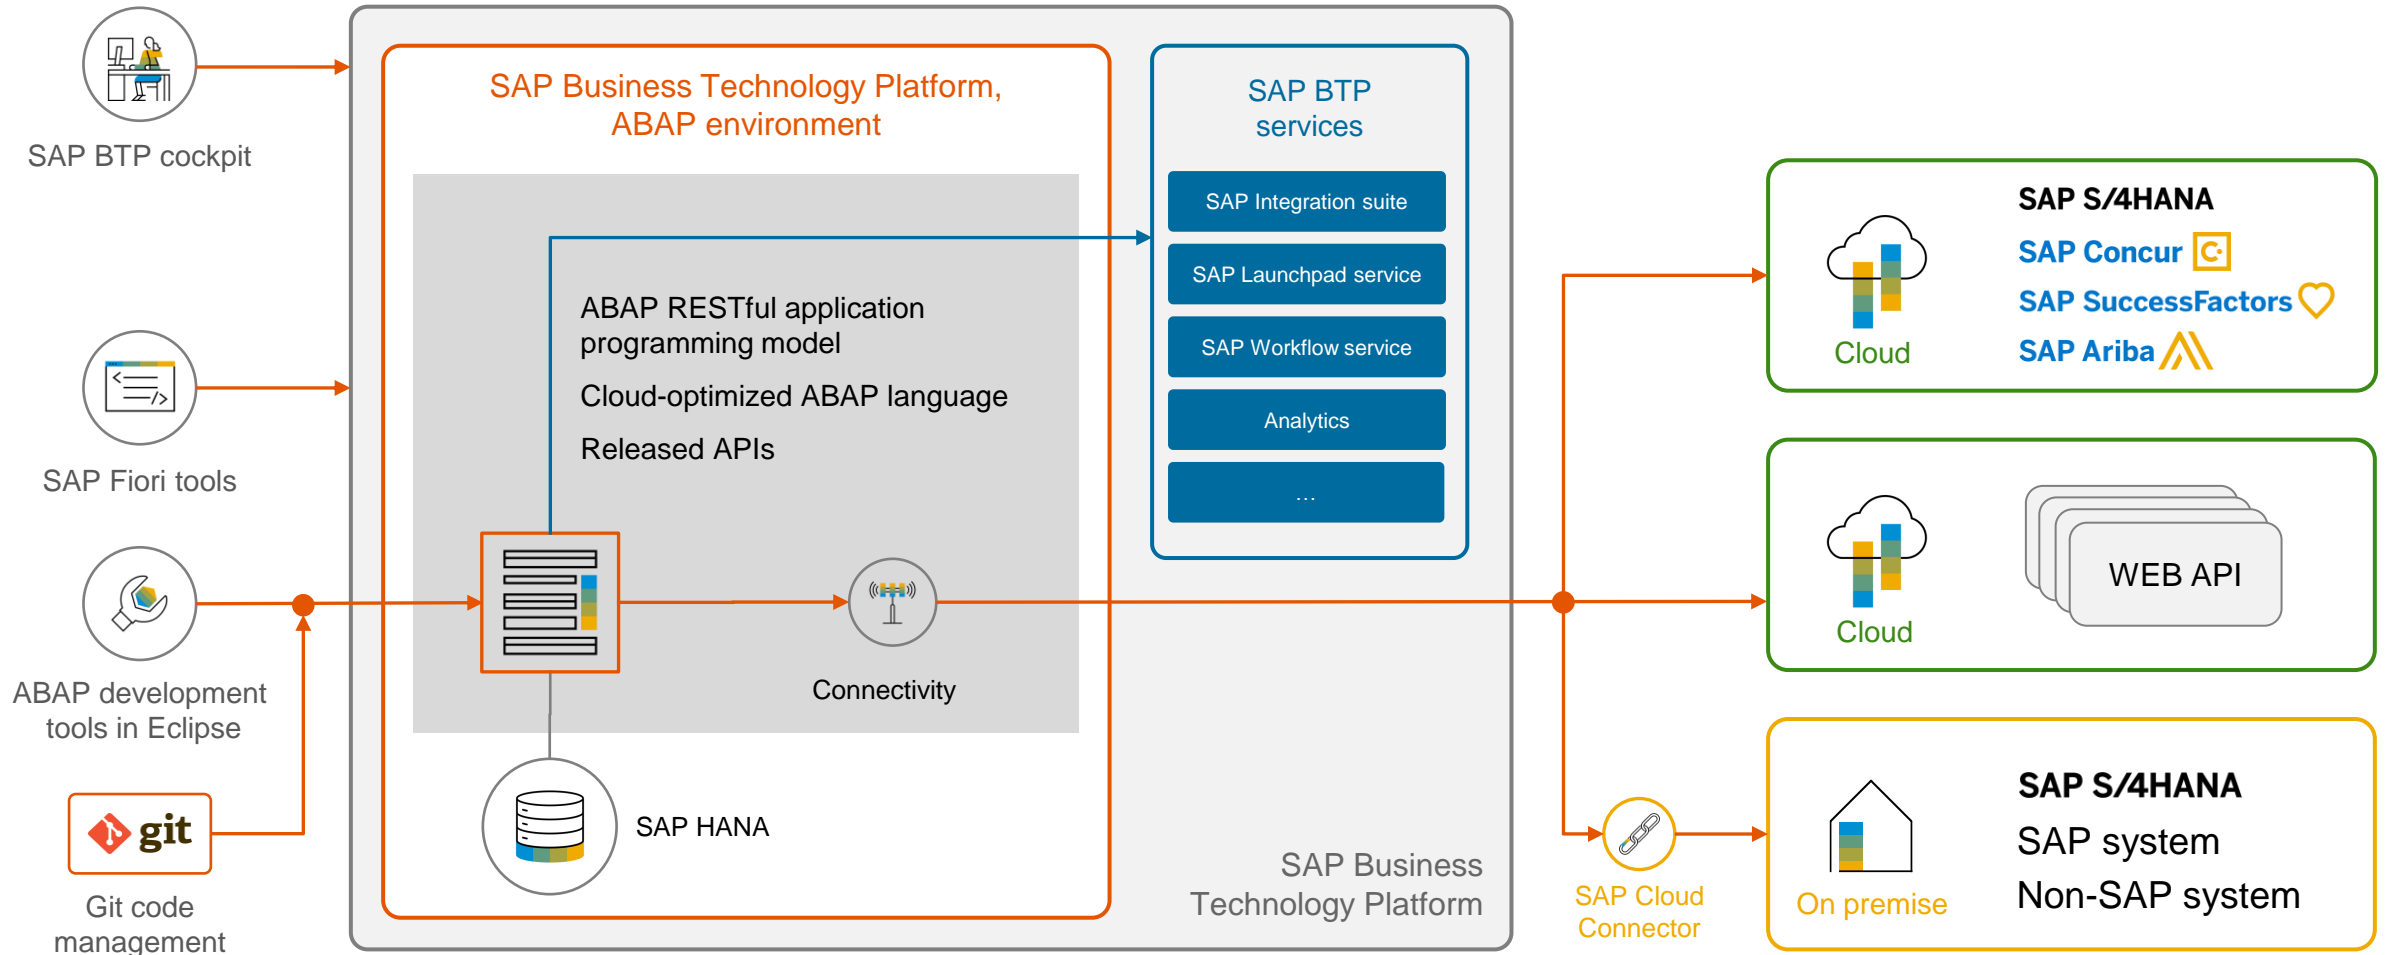 SAP BTP cockpit
SAP Fiori tools
ABAP development
tools in Eclipse
git
Git code
management
SAP Business Technology Platform,
ABAP environment
ABAP RESTful application
programming model
Cloud-optimized ABAP language
Released APIs
Connectivity
SAP HANA
SAP BTP
services
SAP Integration suite
SAP Launchpad service
SAP Workflow service
Analytics
...
SAP Business
Technology Platform
SAP Cloud
Connector
Cloud
SAP S/4HANA
SAP Concur C.
SAP SuccessFactors
SAP Ariba
Cloud
WEB API
On premise
SAP S/4HANA
SAP system
Non-SAP system